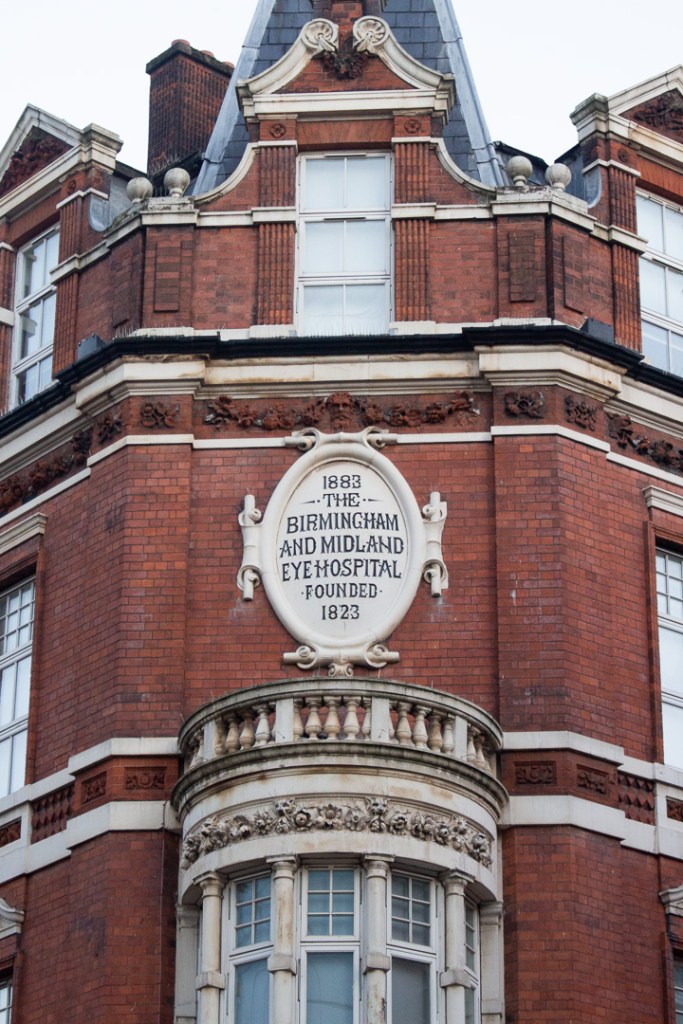 1883
THE
BIRMINGHAM
AND MIDLAND
EYE HOSPITAL
·FOUNDED·
1823